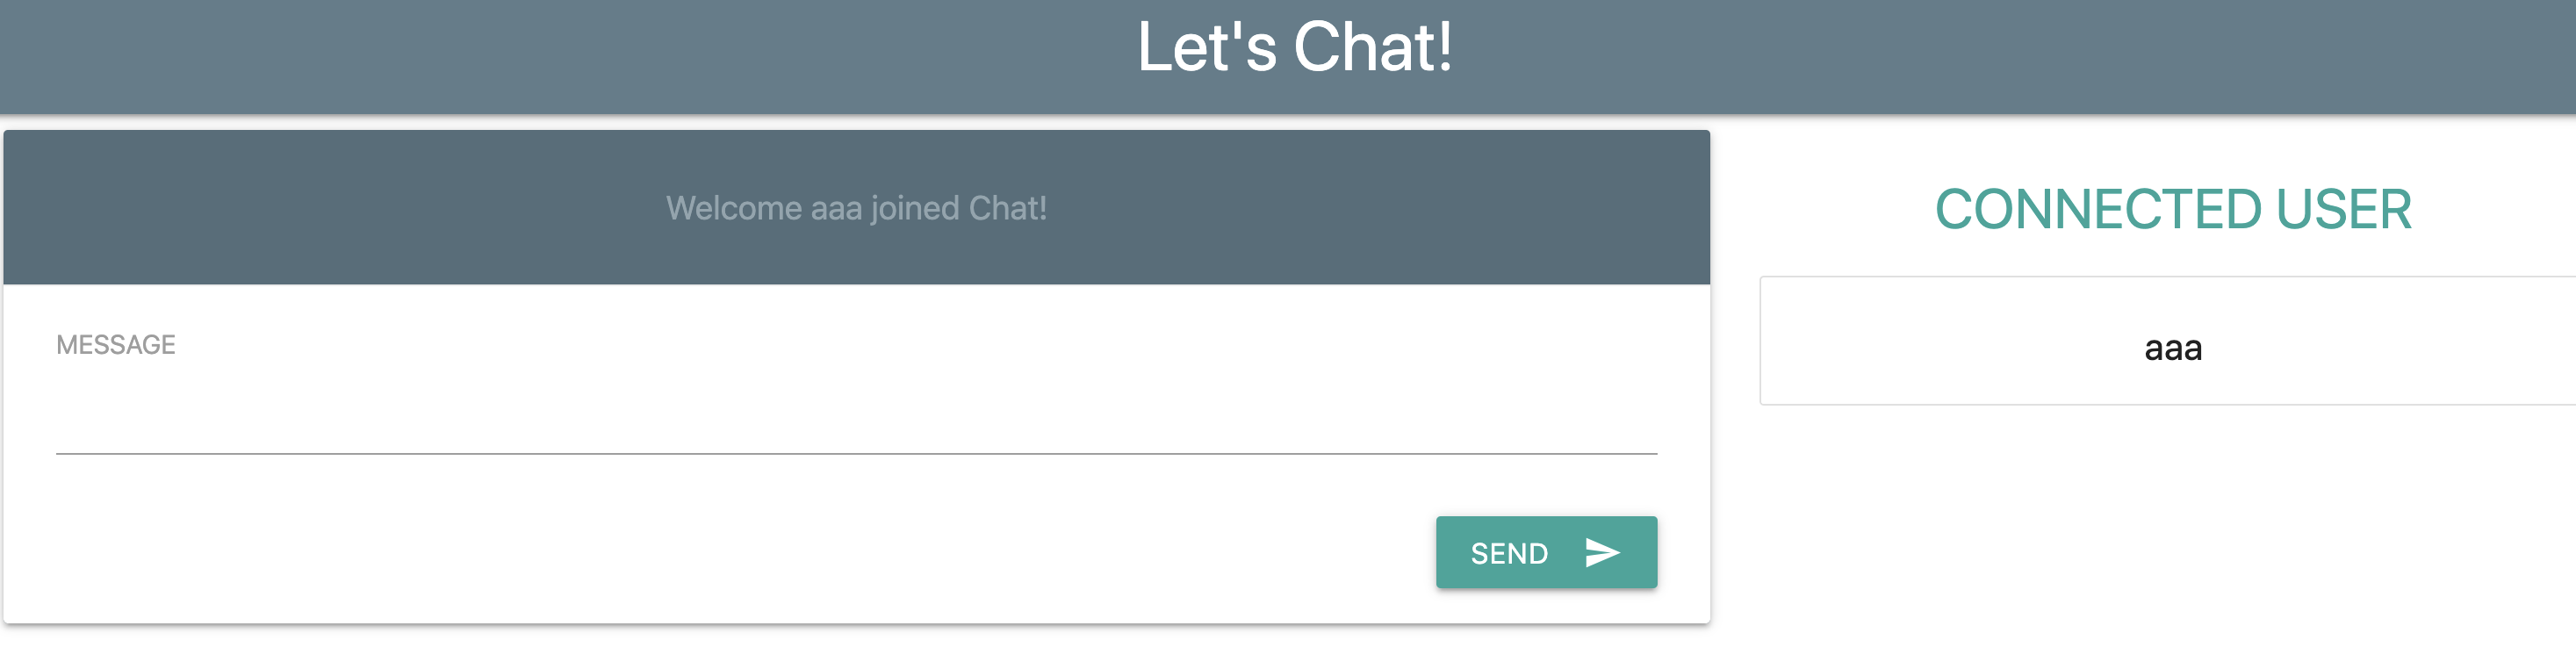 Let's Chat!
Welcome aaa joined Chat!
CONNECTED USER
aaa
MESSAGE
SEND